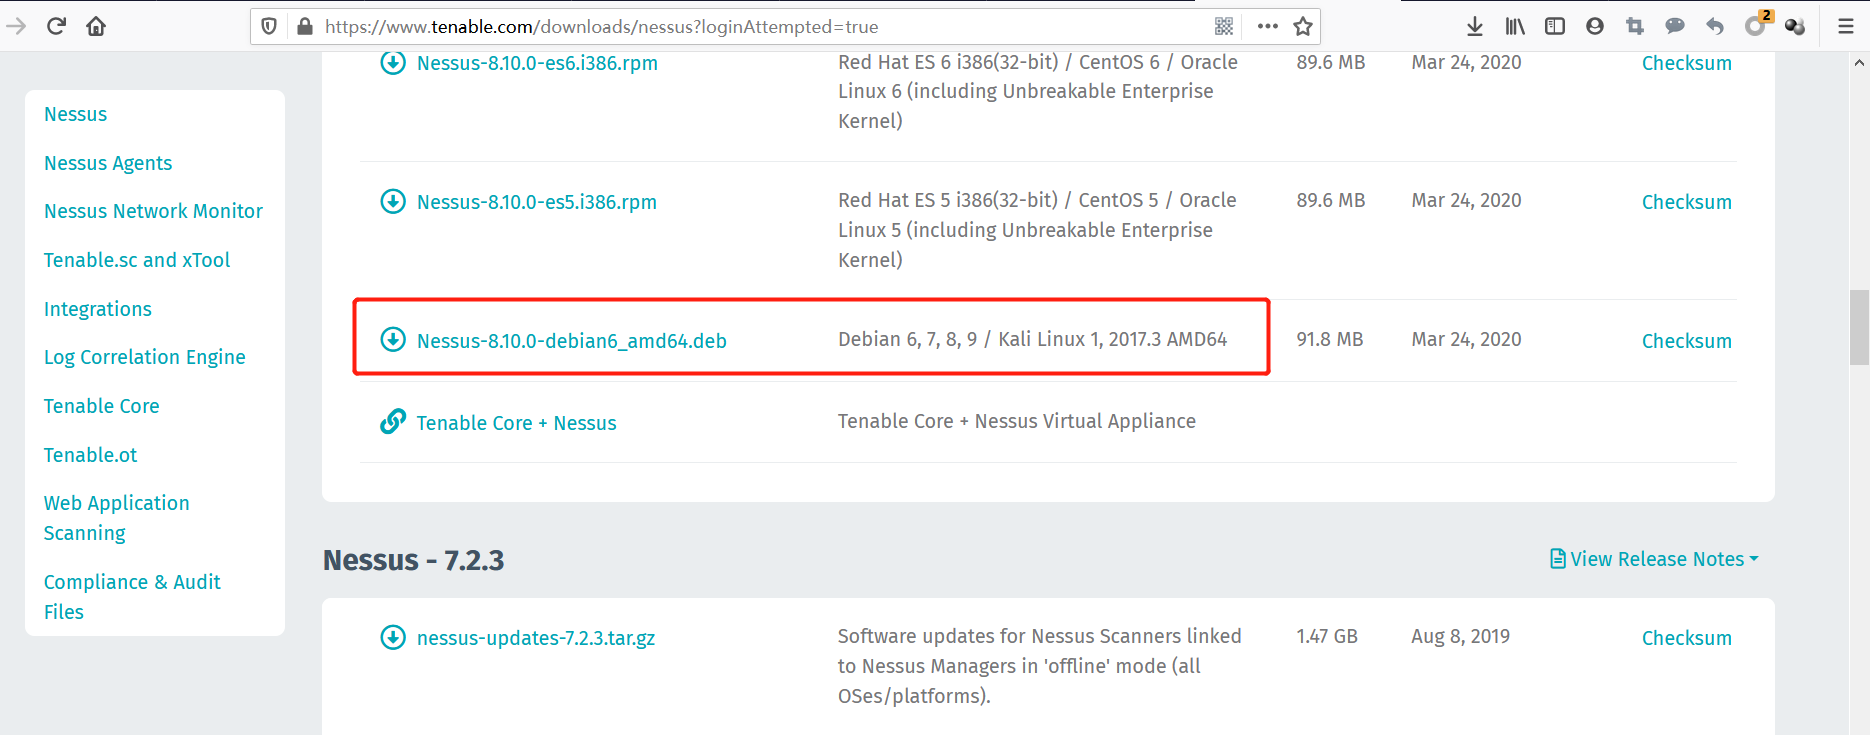 https://www.tenable.com/downloads/nessus?loginAttempted=true
2
Nessus
Nessus Agents
Nessus Network Monitor
Tenable.sc and xTool
Integrations
Log Correlation Engine
Tenable Core
Tenable.ot
Web Application
Scanning
Compliance & Audit
Files
Nessus-8.10.0-es6.i386.rpm
Red Hat ES 6 i386(32-bit) / CentOS 6 / Oracle
Linux 6 (including Unbreakable Enterprise
Kernel)
89.6 MB
Mar 24, 2020
Checksum
Nessus-8.10.0-es5.i386.rpm
Red Hat ES 5 i386(32-bit) / CentOS 5 / Oracle
Linux 5 (including Unbreakable Enterprise
Kernel)
89.6 MB
Mar 24, 2020
Checksum
Nessus-8.10.0-debian6_amd64.deb
Debian 6, 7, 8, 9 / Kali Linux 1, 2017.3 AMD64
91.8 MB
Mar 24, 2020
Checksum
Tenable Core + Nessus
Tenable Core + Nessus Virtual Appliance
Nessus - 7.2.3
View Release Notes
nessus-updates-7.2.3.tar.gz
Software updates for Nessus Scanners linked
to Nessus Managers in 'offline' mode (all
OSes/platforms).
1.47 GB
Aug 8, 2019
Checksum